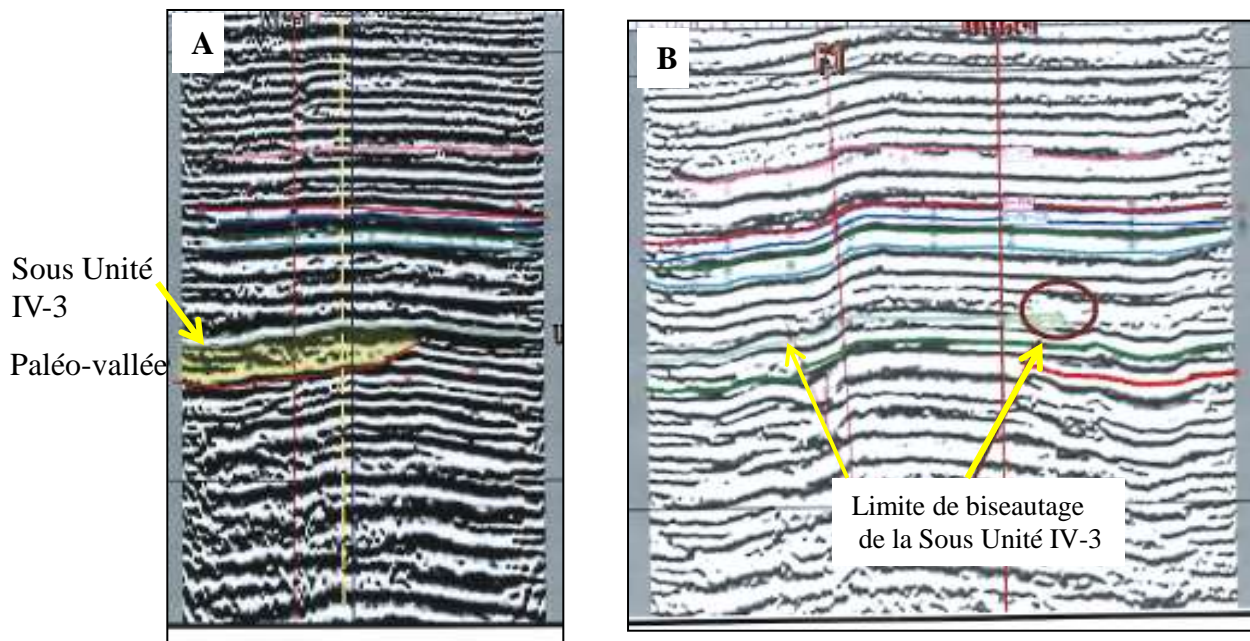 A
B
Sous Unité
IV-3
Paléo-vallée
Limite de biseautage
de la Sous Unité IV-3